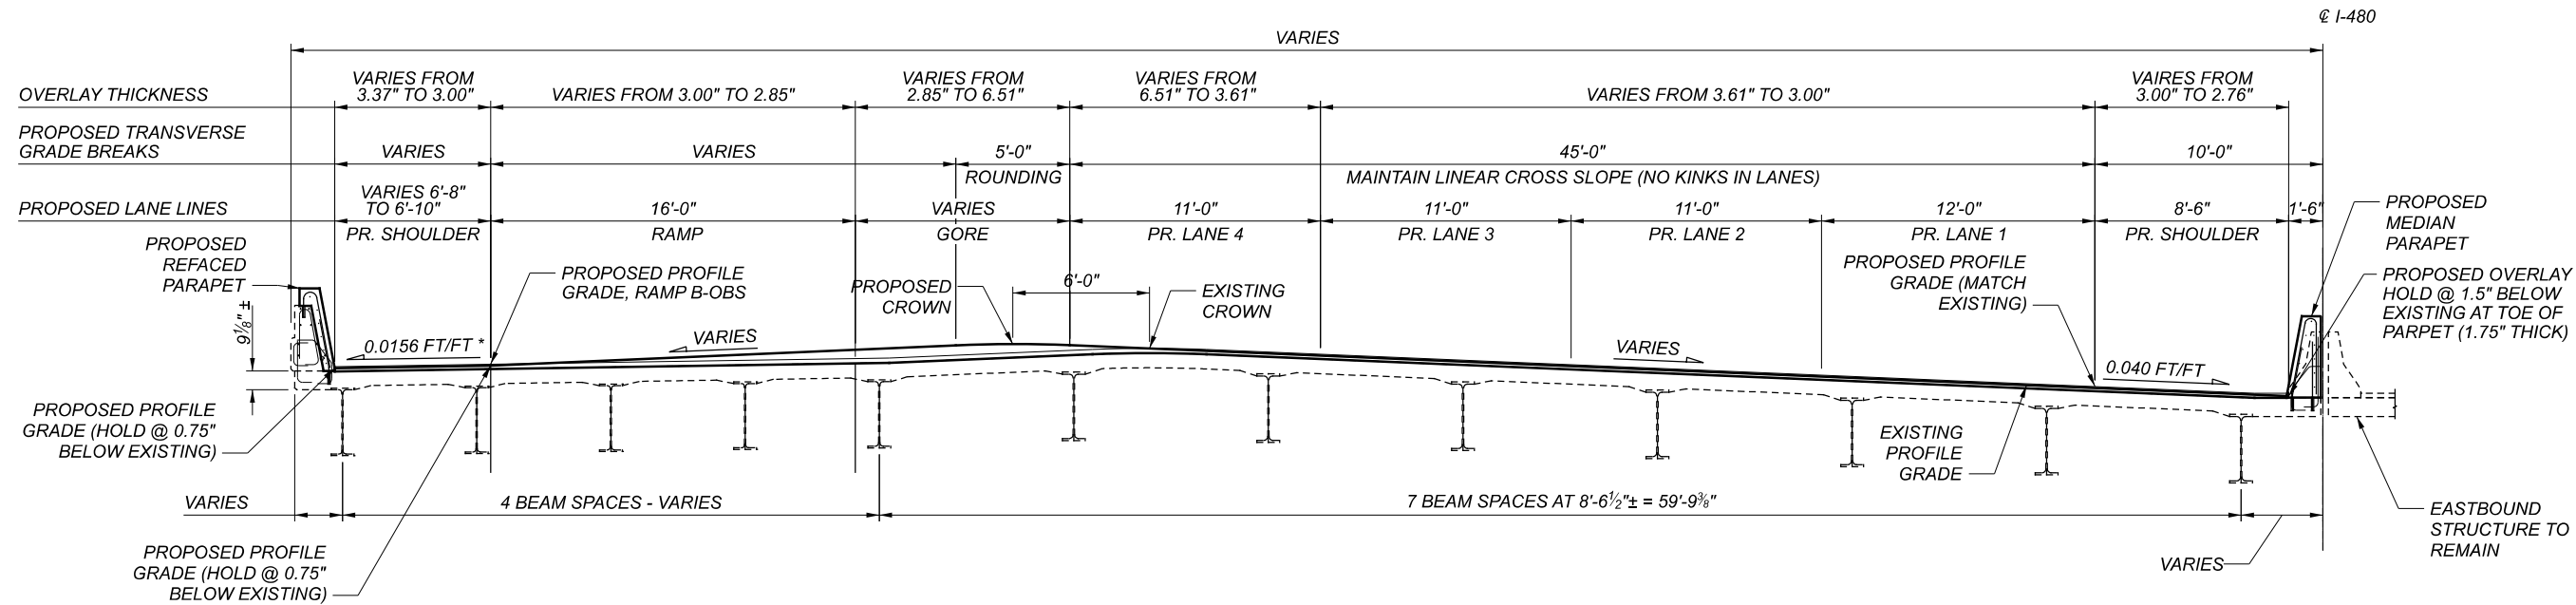 ℄ I-480
VARIES
OVERLAY THICKNESS
VARIES FROM
3.37" TO 3.00"
VARIES FROM 3.00" TO 2.85"
VARIES FROM
2.85" TO 6.51"
VARIES FROM
6.51" TO 3.61"
VARIES FROM 3.61" TO 3.00"
VAIRES FROM
3.00" TO 2.76"
PROPOSED TRANSVERSE
GRADE BREAKS
VARIES
VARIES
5'-0"
ROUNDING
45'-0"
MAINTAIN LINEAR CROSS SLOPE (NO KINKS IN LANES)
10'-0"
PROPOSED LANE LINES
VARIES 6'-8"
TO 6'-10"
PR. SHOULDER
16'-0"
RAMP
VARIES
GORE
11'-0"
PR. LANE 4
11'-0"
PR. LANE 3
11'-0"
PR. LANE 2
12'-0"
PR. LANE 1
8'-6"
PR. SHOULDER
1'-6"
PROPOSED
REFACED
PARAPET
PROPOSED PROFILE
GRADE, RAMP B-OBS
PROPOSED
CROWN
6'-0"
EXISTING
CROWN
PROPOSED PROFILE
GRADE (MATCH
EXISTING)
PROPOSED
MEDIAN
PARAPET
PROPOSED OVERLAY
HOLD @ 1.5" BELOW
EXISTING AT TOE OF
PARPET (1.75" THICK)
9⅛" ±
0.0156 FT/FT *
VARIES
VARIES
0.040 FT/FT
PROPOSED PROFILE
GRADE (HOLD @ 0.75"
BELOW EXISTING)
EXISTING
PROFILE
GRADE
VARIES
4 BEAM SPACES - VARIES
7 BEAM SPACES AT 8'-6½"± = 59'-9⅜"
EASTBOUND
STRUCTURE TO
REMAIN
VARIES
PROPOSED PROFILE
GRADE (HOLD @ 0.75"
BELOW EXISTING)